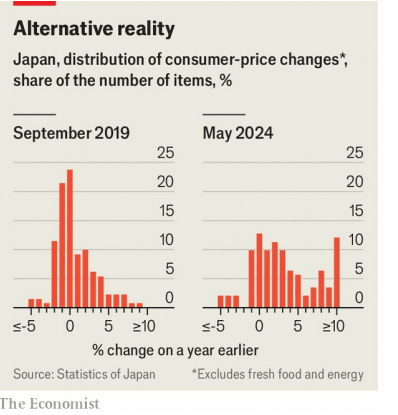 Alternative reality
Japan, distribution of consumer-price changes*,
share of the number of items, %
September 2019
25
20
15
10
5
0
≤-5 0 5 ≥10
May 2024
25
20
15
10
5
0
≤-5 0 5 ≥10
% change on a year earlier
Source: Statistics of Japan *Excludes fresh food and energy
The Economist